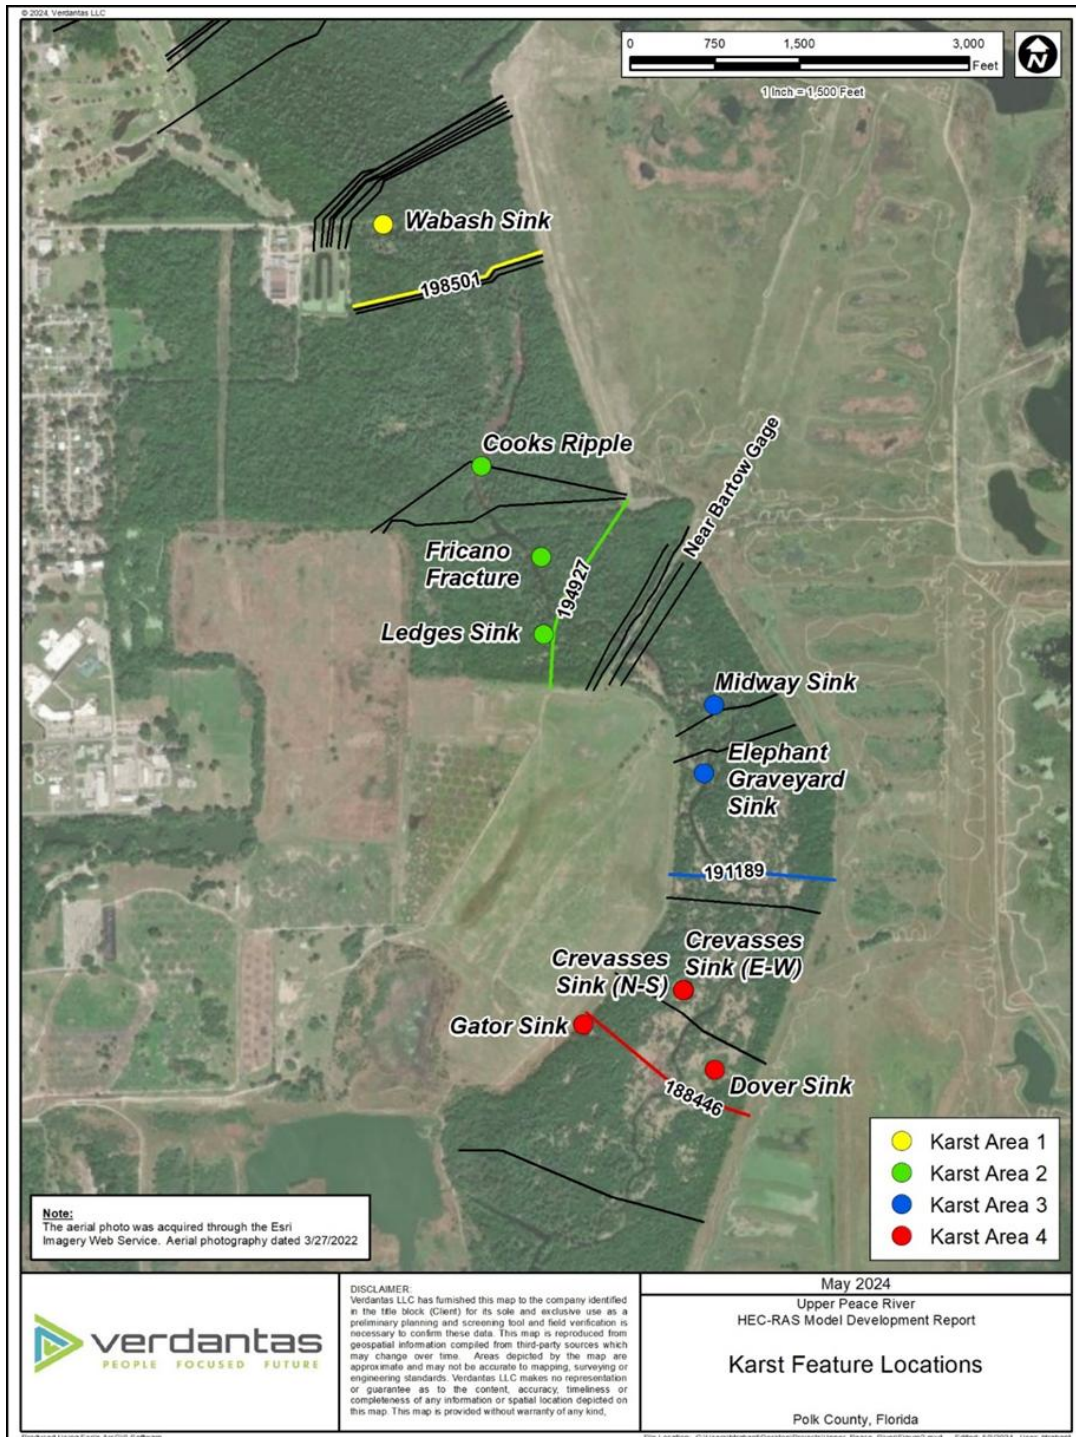 © 2024, Verdantas LLC
0 750 1,500 3,000
Feet
N
1 Inch = 1,500 Feet
Wabash Sink
198501
Cooks Ripple
Near Bartow Gage
Fricano
Fracture
194927
Ledges Sink
Midway Sink
Elephant
Graveyard
Sink
191189
Crevasses
Sink (E-W)
Crevasses
Sink (N-S)
Gator Sink
Dover Sink
188446
Karst Area 1
Karst Area 2
Karst Area 3
Karst Area 4
Note:
The aerial photo was acquired through the Esri
Imagery Web Service. Aerial photography dated 3/27/2022
verdantas
PEOPLE FOCUSED FUTURE
DISCLAIMER:
Verdantas LLC has furnished this map to the company identified
in the title block (Client) for its sole and exclusive use as a
preliminary planning and screening tool and field verification is
necessary to confirm these data. This map is reproduced from
geospatial information compiled from third-party sources which
may change over time. Areas depicted by the map are
approximate and may not be accurate to mapping, surveying or
engineering standards. Verdantas LLC makes no representation
or guarantee as to the content, accuracy, timeliness or
completeness of any information or spatial location depicted on
this map. This map is provided without warranty of any kind,
May 2024
Upper Peace River
HEC-RAS Model Development Report
Karst Feature Locations
Polk County, Florida